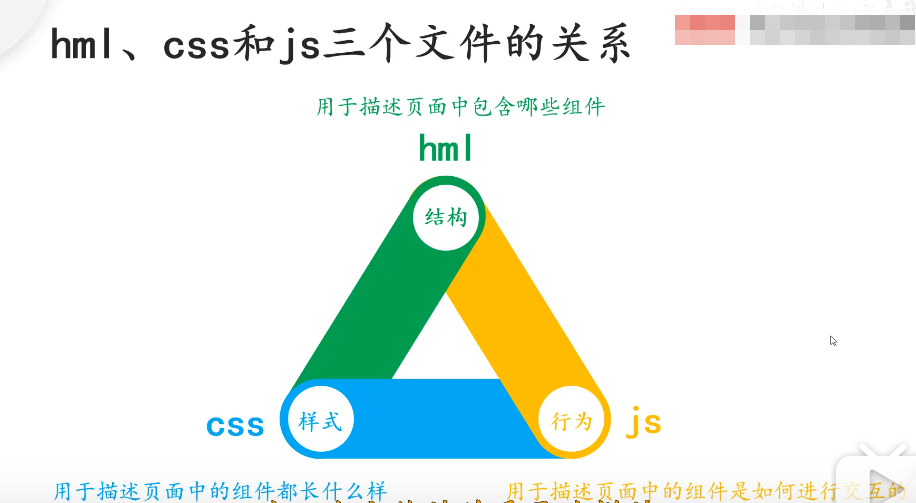 hml、css和js三个文件的关系
用于描述页面中包含哪些组件
hml
结构
css
样式
行为
js
用于描述页面中的组件都长什么样
用于描述页面中的组件是如何进行交互的